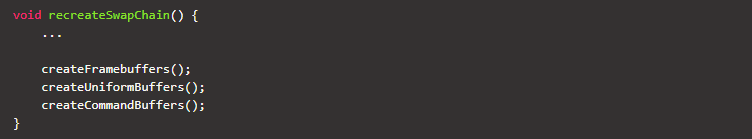 void recreateSwapChain() {
    ...
    createFramebuffers();
    createUniformBuffers();
    createCommandBuffers();
}